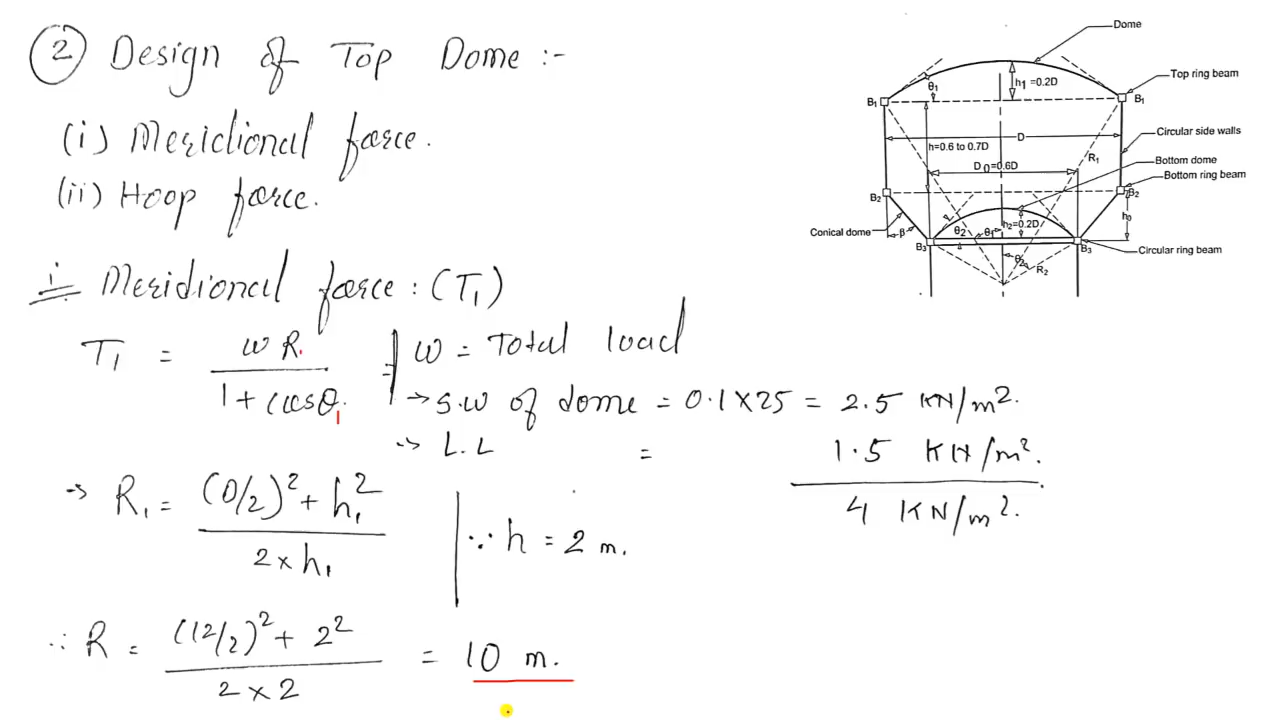 ② Design of Top Dome :-
(i) Meridional force.
(ii) Hoop force.
i Meridional force : (T₁)
T₁ = w R₁ / 1 + cosθ₁
w = Total load
→ S.W of dome = 0.1 × 25 = 2.5 KN/m².
→ L.L = 1.5 KN/m².
4 KN/m².
→ R₁ = (D/2)² + h₁² / 2 × h₁
∵ h = 2 m.
∴ R = (12/2)² + 2² / 2 × 2 = 10 m.
Dome
h1 =0.2D
θ1
Top ring beam
B1
B1
D
Circular side walls
h=0.6 to 0.7D
R1
Bottom dome
D0=0.6D
Bottom ring beam
B2
B2
h0
h2=0.2D
θ2
θ1
Conical dome
β
B3
B3
Circular ring beam
θ2
R2